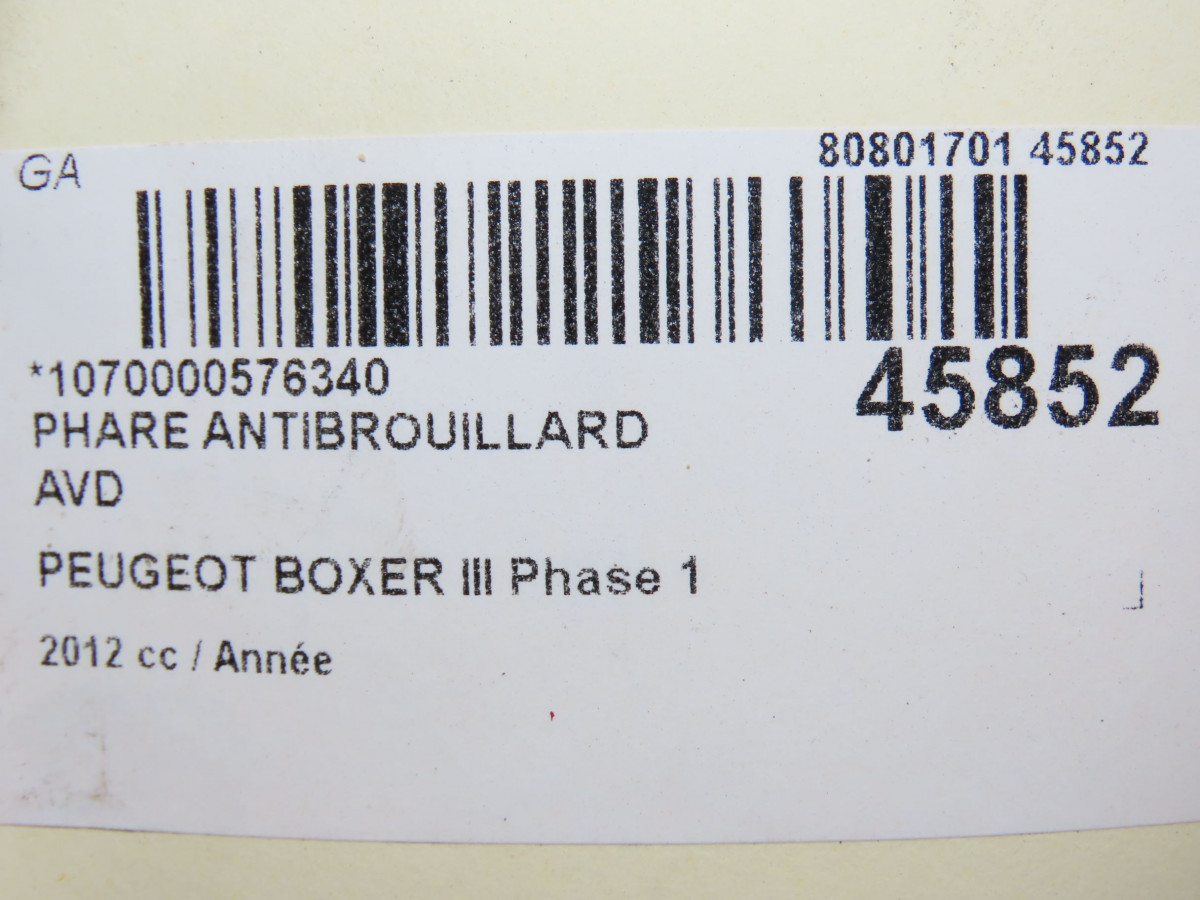 80801701 45852
GA
*1070000576340
45852
PHARE ANTIBROUILLARD
AVD
PEUGEOT BOXER III Phase 1
2012 cc / Année